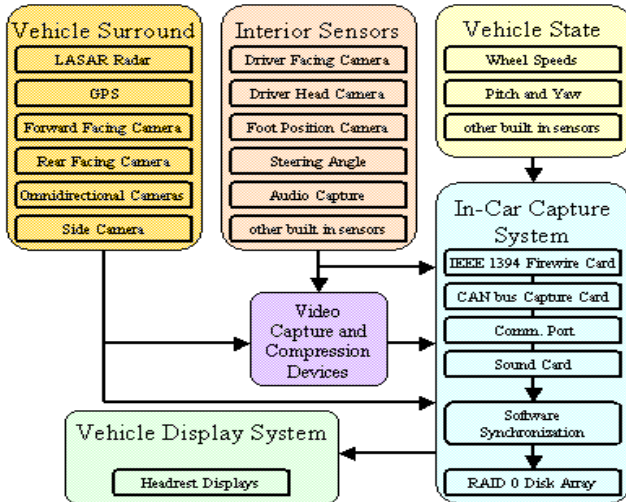 Vehicle Surround
LASAR Radar
GPS
Forward Facing Camera
Rear Facing Camera
Omnidirectional Cameras
Side Camera
Interior Sensors
Driver Facing Camera
Driver Head Camera
Foot Position Camera
Steering Angle
Audio Capture
other built in sensors
Vehicle State
Wheel Speeds
Pitch and Yaw
other built in sensors
In-Car Capture
System
IEEE 1394 Firewire Card
CAN bus Capture Card
Comm. Port
Sound Card
Software
Synchronization
RAID 0 Disk Array
Video
Capture and
Compression
Devices
Vehicle Display System
Headrest Displays